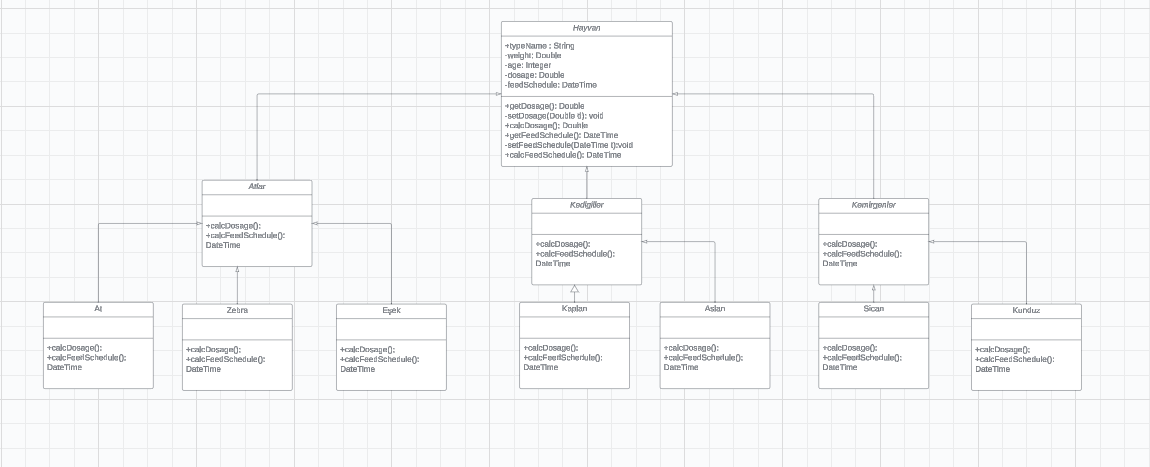 Hayvan
+typeName : String
-weight: Double
-age: Integer
-dosage: Double
-feedSchedule: DateTime
+getDosage(): Double
-setDosage(Double d): void
+calcDosage(): Double
+getFeedSchedule(): DateTime
-setFeedSchedule(DateTime t):void
+calcFeedSchedule(): DateTime
Atlar
+calcDosage():
+calcFeedSchedule():
DateTime
Kedigiller
+calcDosage():
+calcFeedSchedule():
DateTime
Kemirgenler
+calcDosage():
+calcFeedSchedule():
DateTime
At
+calcDosage():
+calcFeedSchedule():
DateTime
Zebra
+calcDosage():
+calcFeedSchedule():
DateTime
Eşek
+calcDosage():
+calcFeedSchedule():
DateTime
Kaplan
+calcDosage():
+calcFeedSchedule():
DateTime
Aslan
+calcDosage():
+calcFeedSchedule():
DateTime
Sican
+calcDosage():
+calcFeedSchedule():
DateTime
Kunduz
+calcDosage():
+calcFeedSchedule():
DateTime